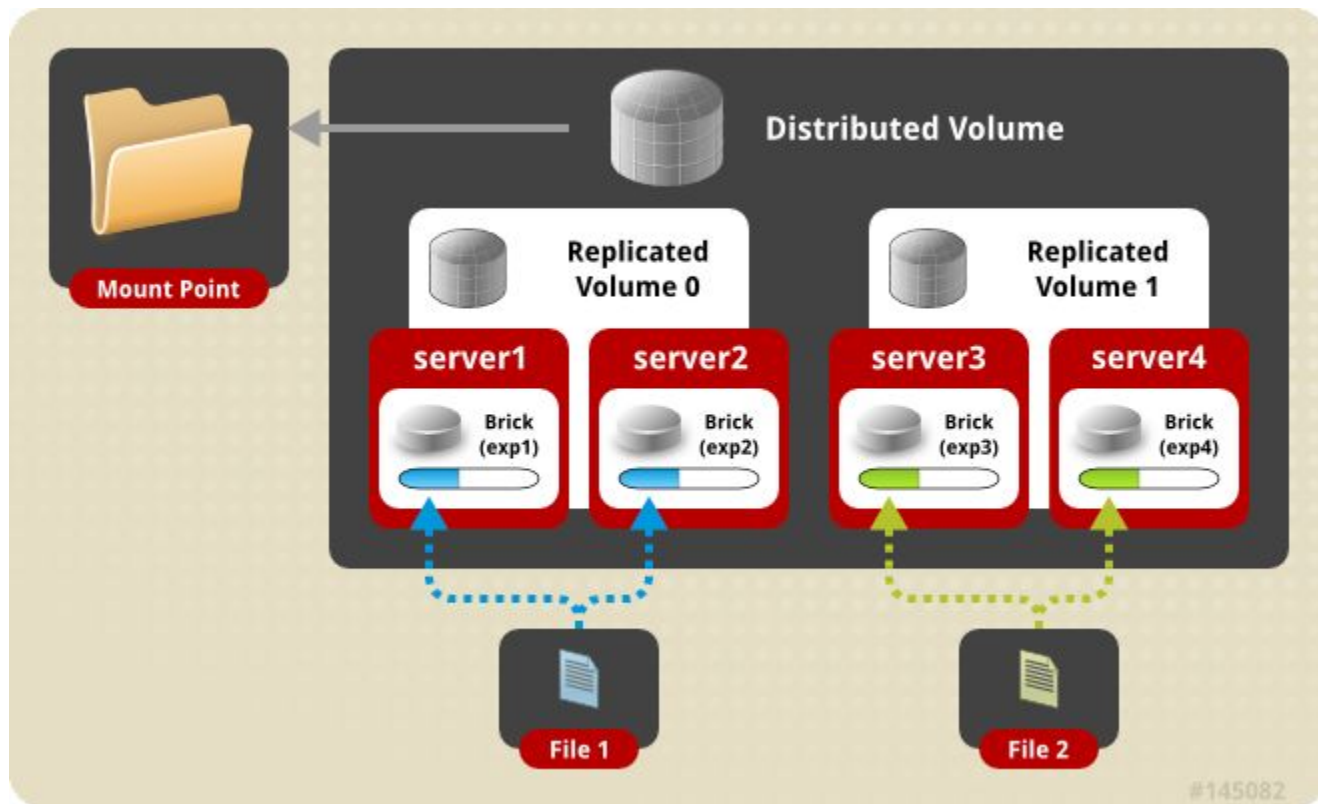 Distributed Volume
Mount Point
Replicated
Volume 0
Replicated
Volume 1
server1
server2
server3
server4
Brick
(exp1)
Brick
(exp2)
Brick
(exp3)
Brick
(exp4)
File 1
File 2
#145082